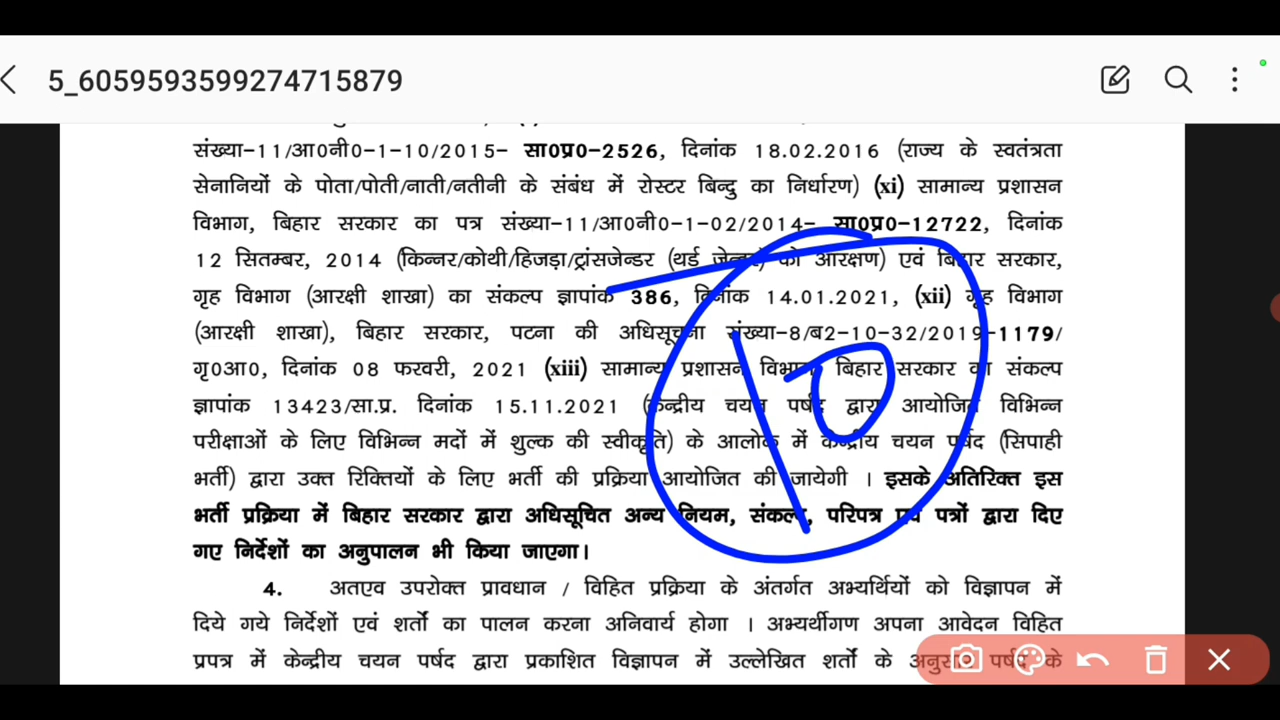 5_6059593599274715879
संख्या-11/आ0नी0-1-10/2015- सा0प्र0-2526, दिनांक 18.02.2016 (राज्य के स्वतंत्रता
सेनानियों के पोता/पोती/नाती/नतीनी के संबंध में रोस्टर बिन्दु का निर्धारण) (xi) सामान्य प्रशासन
विभाग, बिहार सरकार का पत्र संख्या-11/आ0नी0-1-02/2014- सा0प्र0-12722, दिनांक
12 सितम्बर, 2014 (किन्नर/कोथी/हिजड़ा/ट्रांसजेन्डर (थर्ड जेन्डर) को आरक्षण) एवं बिहार सरकार,
गृह विभाग (आरक्षी शाखा) का संकल्प ज्ञापांक 386, दिनांक 14.01.2021, (xii) गृह विभाग
(आरक्षी शाखा), बिहार सरकार, पटना की अधिसूचना संख्या-8/ब2-10-32/2019-1179/
गृ0आ0, दिनांक 08 फरवरी, 2021 (xiii) सामान्य प्रशासन विभाग, बिहार सरकार का संकल्प
ज्ञापांक 13423/सा.प्र. दिनांक 15.11.2021 (केन्द्रीय चयन पर्षद द्वारा आयोजित विभिन्न
परीक्षाओं के लिए विभिन्न मदों में शुल्क की स्वीकृति) के आलोक में केन्द्रीय चयन पर्षद (सिपाही
भर्ती) द्वारा उक्त रिक्तियों के लिए भर्ती की प्रक्रिया आयोजित की जायेगी । इसके अतिरिक्त इस
भर्ती प्रक्रिया में बिहार सरकार द्वारा अधिसूचित अन्य नियम, संकल्प, परिपत्र एवं पत्रों द्वारा दिए
गए निर्देशों का अनुपालन भी किया जाएगा।
4. अतएव उपरोक्त प्रावधान / विहित प्रक्रिया के अंतर्गत अभ्यर्थियों को विज्ञापन में
दिये गये निर्देशों एवं शर्तों का पालन करना अनिवार्य होगा । अभ्यर्थीगण अपना आवेदन विहित
प्रपत्र में केन्द्रीय चयन पर्षद द्वारा प्रकाशित विज्ञापन में उल्लेखित शर्तों के अनुसार पर्षद के